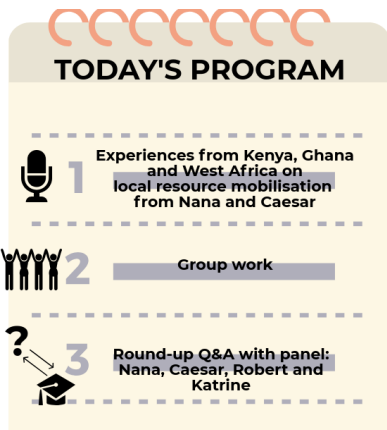 TODAY'S PROGRAM
1
Experiences from Kenya, Ghana
and West Africa on
local resource mobilisation
from Nana and Caesar
2
Group work
?
3
Round-up Q&A with panel:
Nana, Caesar, Robert and
Katrine